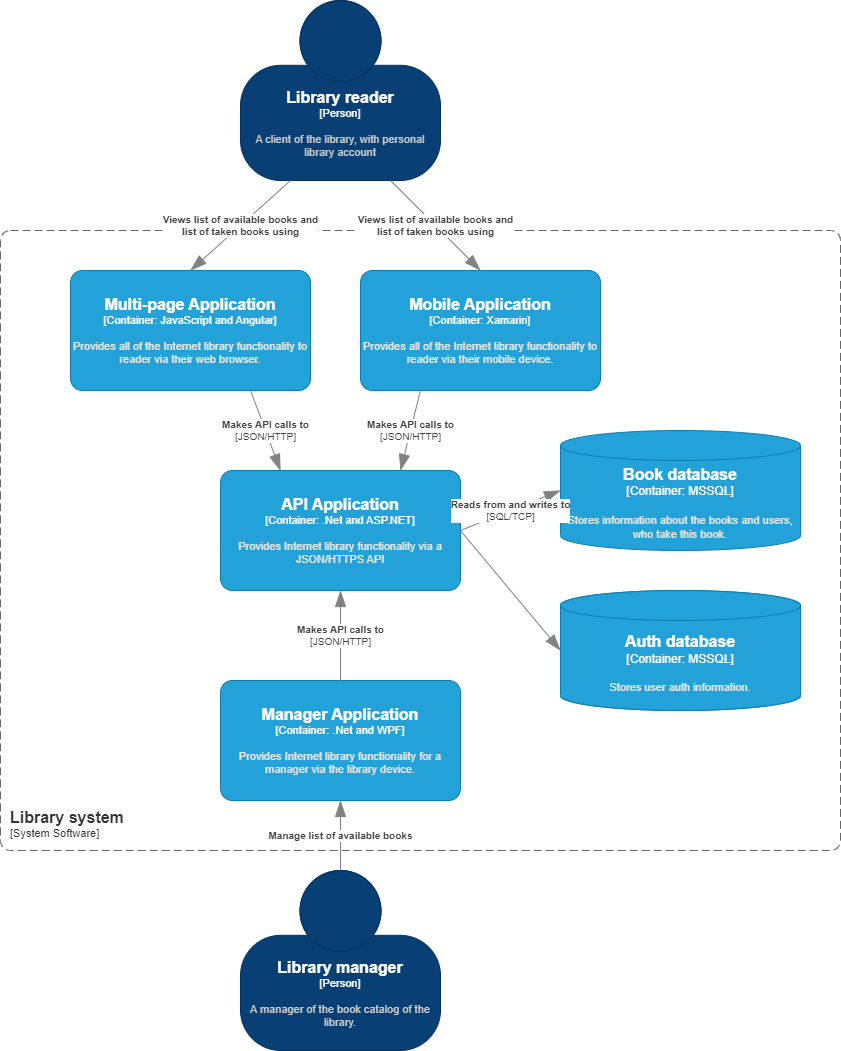 Library reader
[Person]
A client of the library, with personal
library account
Views list of available books and
list of taken books using
Views list of available books and
list of taken books using
Multi-page Application
[Container: JavaScript and Angular]
Provides all of the Internet library functionality to
reader via their web browser.
Mobile Application
[Container: Xamarin]
Provides all of the Internet library functionality to
reader via their mobile device.
Makes API calls to
[JSON/HTTP]
Makes API calls to
[JSON/HTTP]
API Application
[Container: .Net and ASP.NET]
Provides Internet library functionality via a
JSON/HTTPS API
Reads from and writes to
[SQL/TCP]
Book database
[Container: MSSQL]
Stores information about the books and users,
who take this book.
Auth database
[Container: MSSQL]
Stores user auth information.
Makes API calls to
[JSON/HTTP]
Manager Application
[Container: .Net and WPF]
Provides Internet library functionality for a
manager via the library device.
Library system
[System Software]
Manage list of available books
Library manager
[Person]
A manager of the book catalog of the
library.